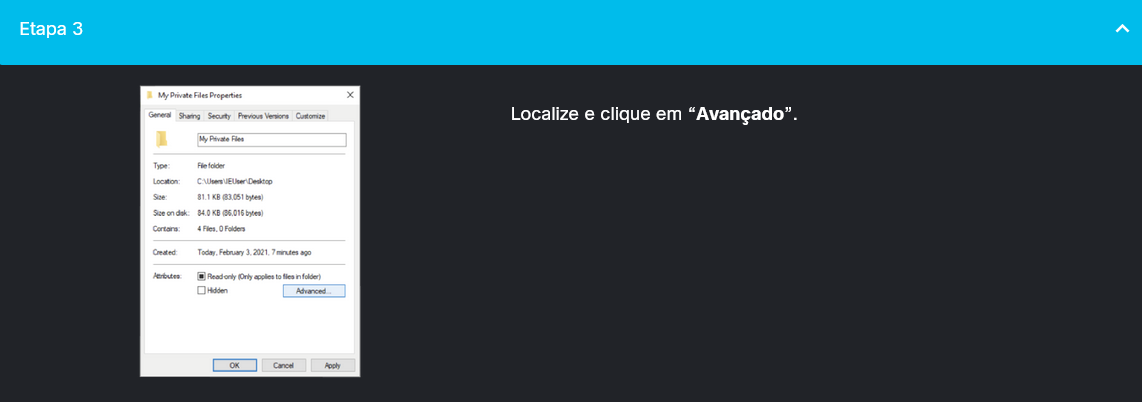 Etapa 3
My Private Files Properties
General Sharing Security Previous Versions Customize
My Private Files
Type: File folder
Location: C:\Users\IEUser\Desktop
Size: 81.1 KB (83,051 bytes)
Size on disk: 84.0 KB (86,016 bytes)
Contains: 4 Files, 0 Folders
Created: Today, February 3, 2021, 7 minutes ago
Attributes: Read-only (Only applies to files in folder)
Hidden Advanced...
OK Cancel Apply
Localize e clique em “Avançado”.